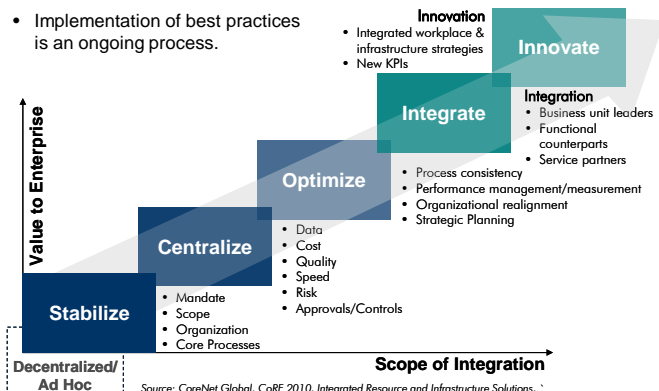 • Implementation of best practices
is an ongoing process.
Innovation
• Integrated workplace &
infrastructure strategies
• New KPIs
Innovate
Integrate
Integration
• Business unit leaders
• Functional
counterparts
• Service partners
Optimize
• Process consistency
• Performance management/measurement
• Organizational realignment
• Strategic Planning
Centralize
• Data
• Cost
• Quality
• Speed
• Risk
• Approvals/Controls
Stabilize
• Mandate
• Scope
• Organization
• Core Processes
Value to Enterprise
Scope of Integration
Decentralized/
Ad Hoc
Source: CoreNet Global, CoRE 2010, Integrated Resource and Infrastructure Solutions, `